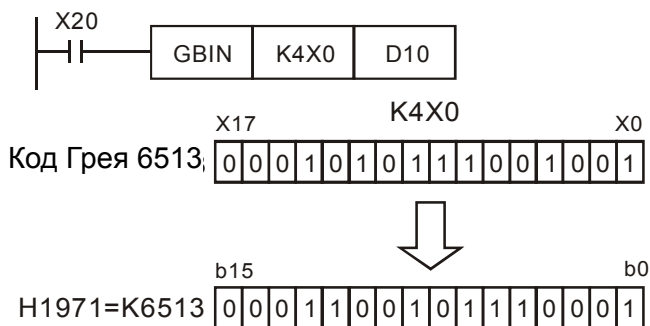 X20
GBIN K4X0 D10
K4X0
X17 X0
Код Грея 6513 0 0 0 1 0 1 0 1 1 1 0 0 1 0 0 1
b15 b0
H1971=K6513 0 0 0 1 1 0 0 1 0 1 1 1 0 0 0 1